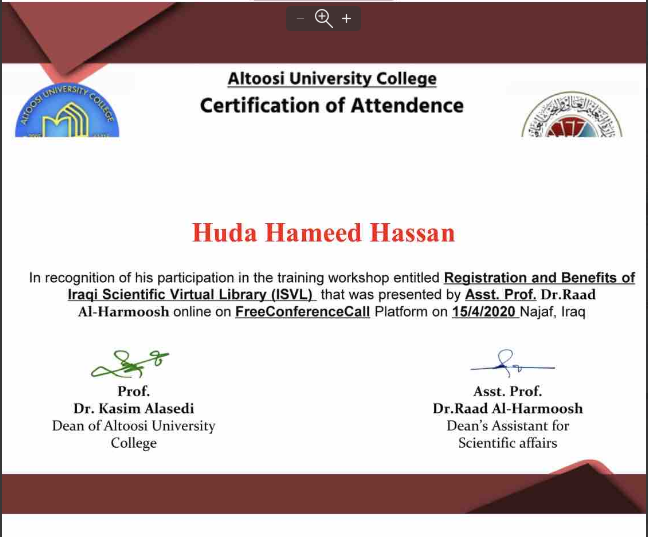 Altoosi University College
Certification of Attendence
ALTOOSI UNIVERSITY COLLEGE
Huda Hameed Hassan
In recognition of his participation in the training workshop entitled Registration and Benefits of
Iraqi Scientific Virtual Library (ISVL) that was presented by Asst. Prof. Dr.Raad
Al-Harmoosh online on FreeConferenceCall Platform on 15/4/2020 Najaf, Iraq
Prof.
Dr. Kasim Alasedi
Dean of Altoosi University
College
Asst. Prof.
Dr.Raad Al-Harmoosh
Dean’s Assistant for
Scientific affairs